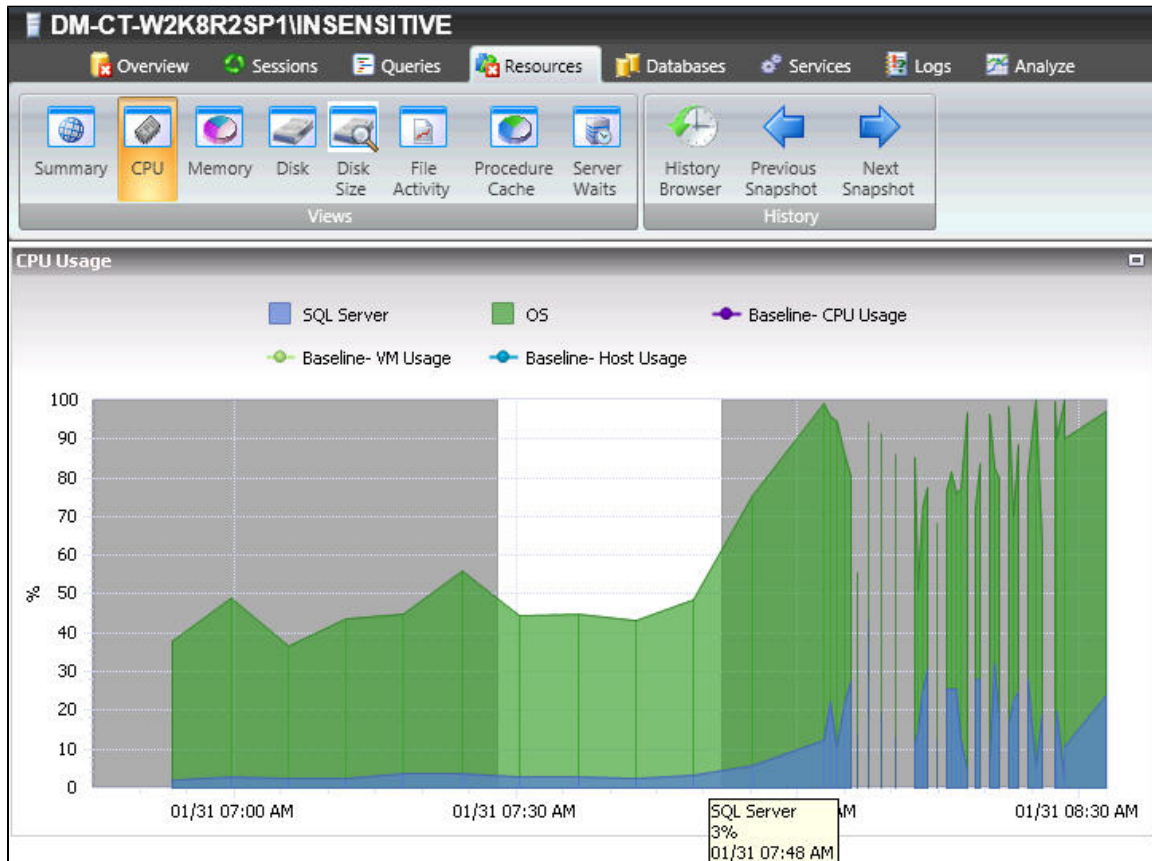 DM-CT-W2K8R2SP1\INSENSITIVE
Overview Sessions Queries Resources Databases Services Logs Analyze
Summary CPU Memory Disk Disk Size File Activity Procedure Cache Server Waits History Browser Previous Snapshot Next Snapshot
Views History
CPU Usage
SQL Server OS Baseline- CPU Usage
Baseline- VM Usage Baseline- Host Usage
100
90
80
70
60
50
40
30
20
10
0
%
01/31 07:00 AM 01/31 07:30 AM AM 01/31 08:30 AM
SQL Server
3%
01/31 07:48 AM